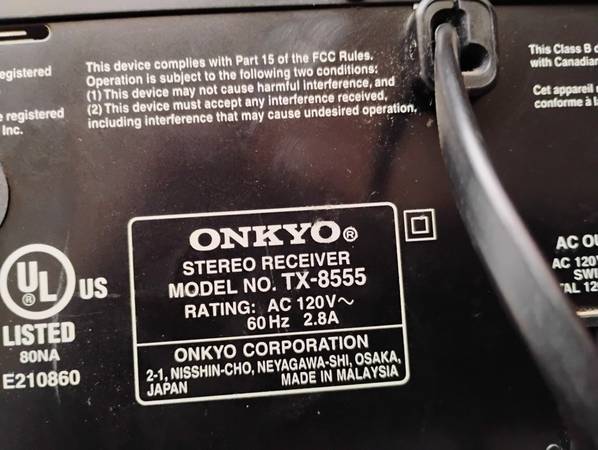 egistered
e registered
Inc.
This device complies with Part 15 of the FCC Rules.
Operation is subject to the following two conditions:
(1) This device may not cause harmful interference, and
(2) This device must accept any interference received,
including interference that may cause undesired operation.
This Class B
with Canadian
Cet appareil
conforme à la
UL US
LISTED
80NA
E210860
ONKYO®
STEREO RECEIVER
MODEL NO. TX-8555
RATING: AC 120V~
60Hz 2.8A
ONKYO CORPORATION
2-1, NISSHIN-CHO, NEYAGAWA-SHI, OSAKA,
JAPAN MADE IN MALAYSIA
AC OU
AC 120V
SWI
TAL 12